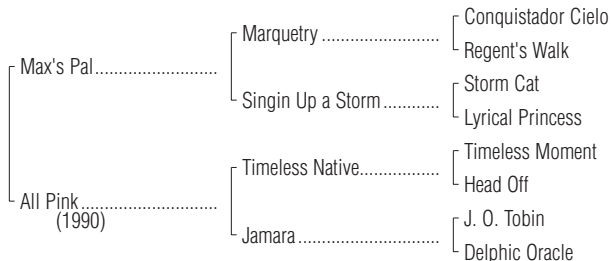 Conquistador Cielo
Marquetry
Regent's Walk
Max's Pal
Storm Cat
Singin Up a Storm
Lyrical Princess
Timeless Moment
Timeless Native
Head Off
All Pink
(1990)
J. O. Tobin
Jamara
Delphic Oracle